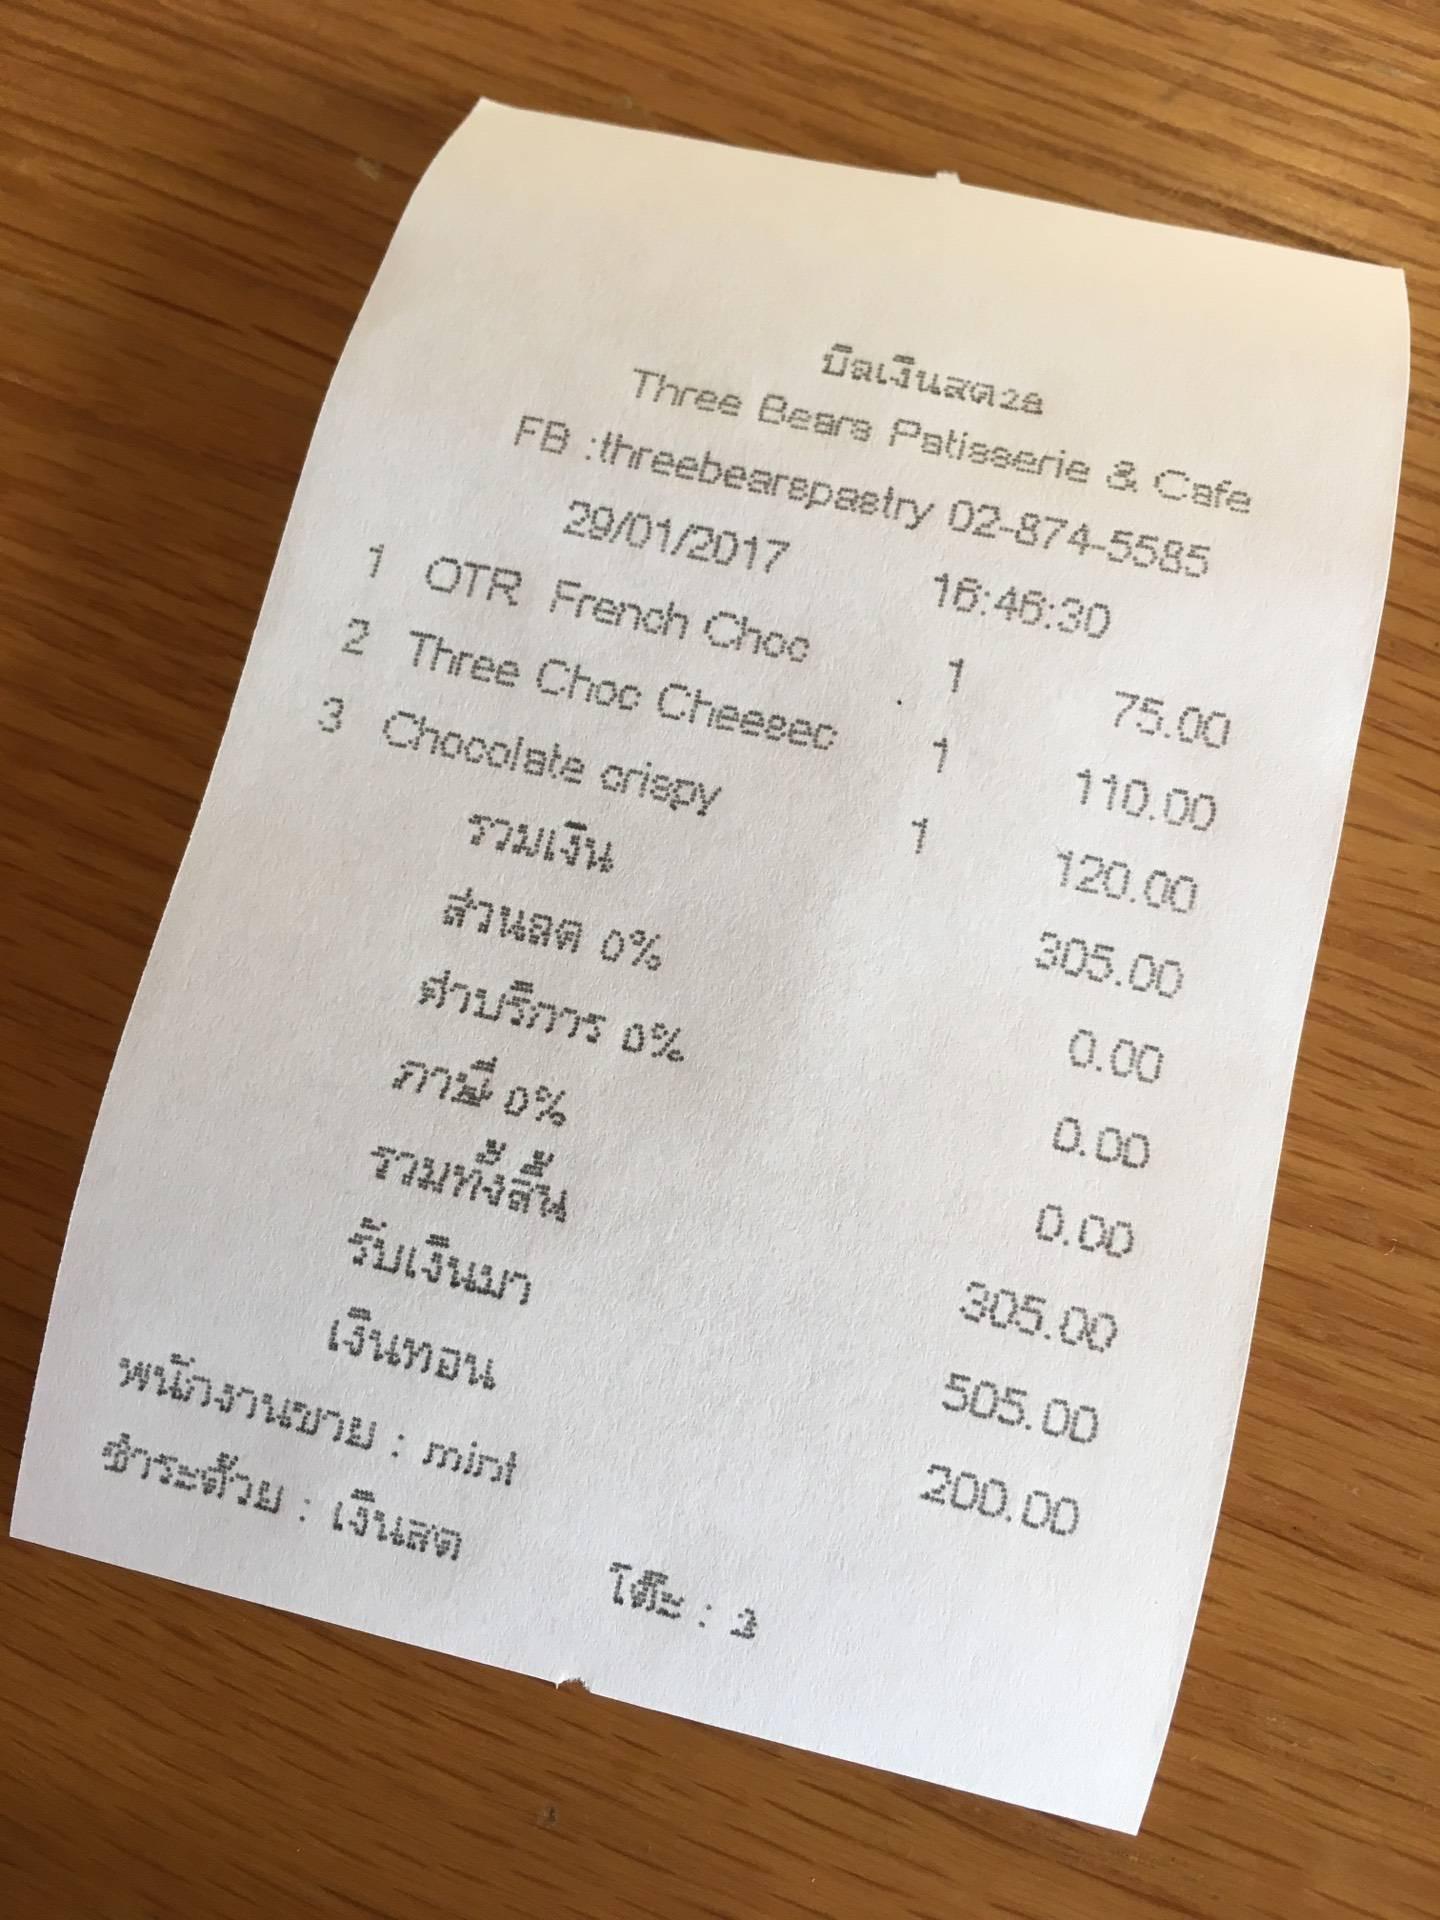 บิลเงินสด28
Three Bears Patisserie & Cafe
FB :threebearspastry 02-874-5585
29/01/2017 16:46:30
1 OTR French Choc 1 75.00
2 Three Choc Cheesec 1 110.00
3 Chocolate crispy 1 120.00
รวมเงิน 305.00
ส่วนลด 0% 0.00
ค่าบริการ 0% 0.00
ภาษี 0% 0.00
รวมทั้งสิ้น 305.00
รับเงินมา 505.00
เงินทอน 200.00
พนักงานขาย : mint
ชำระด้วย : เงินสด
โต๊ะ : 3